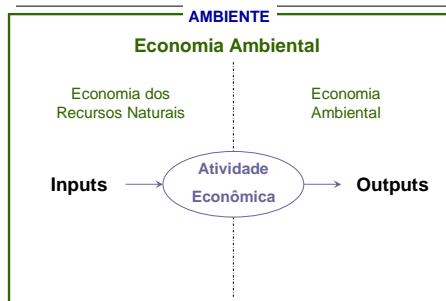 AMBIENTE
Economia Ambiental
Economia dos
Recursos Naturais
Economia
Ambiental
Inputs
Atividade
Econômica
Outputs